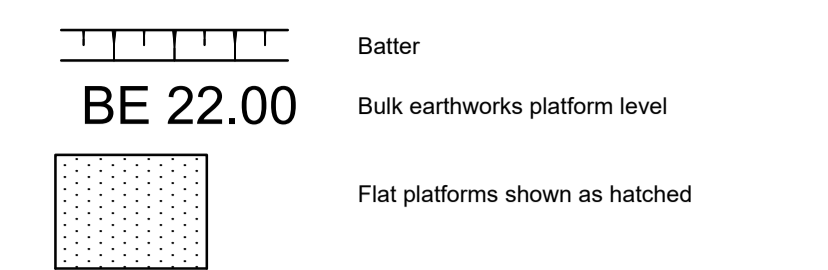 Batter
BE 22.00 Bulk earthworks platform level
Flat platforms shown as hatched